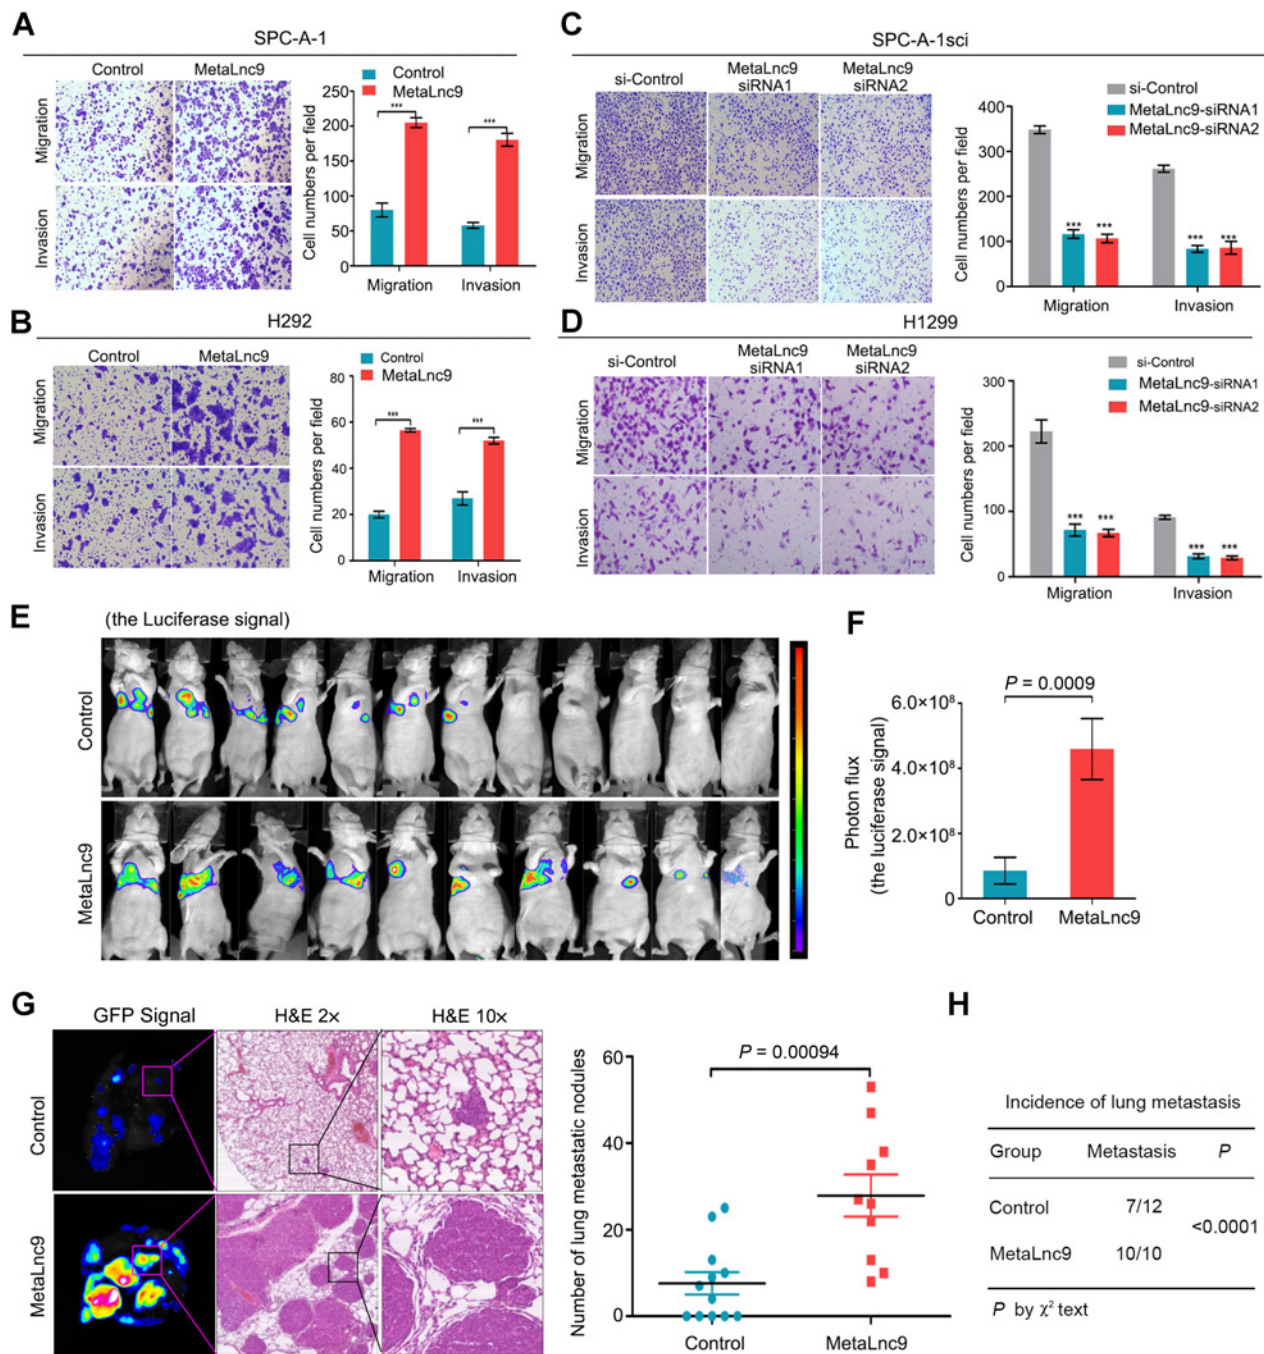 A
SPC-A-1
Control MetaLnc9
Migration
Invasion
Control
MetaLnc9
Cell numbers per field
250
200
150
100
50
0
***
***
Migration Invasion
B
H292
Control MetaLnc9
Migration
Invasion
Control
MetaLnc9
Cell numbers per field
80
60
40
20
0
***
***
Migration Invasion
C
SPC-A-1sci
si-Control
MetaLnc9 siRNA1
MetaLnc9 siRNA2
Migration
Invasion
si-Control
MetaLnc9-siRNA1
MetaLnc9-siRNA2
Cell numbers per field
400
300
200
100
0
*** ***
*** ***
Migration Invasion
D
H1299
si-Control
MetaLnc9 siRNA1
MetaLnc9 siRNA2
Migration
Invasion
si-Control
MetaLnc9-siRNA1
MetaLnc9-siRNA2
Cell numbers per field
300
200
100
0
*** ***
*** ***
Migration Invasion
E
(the Luciferase signal)
Control
MetaLnc9
F
P = 0.0009
Photon flux
(the luciferase signal)
6.0×10⁸
4.0×10⁸
2.0×10⁸
0
Control MetaLnc9
G
GFP Signal H&E 2× H&E 10×
Control
MetaLnc9
Number of lung metastatic nodules
60
40
20
0
P = 0.00094
Control MetaLnc9
H
Incidence of lung metastasis
Group Metastasis P
Control 7/12
<0.0001
MetaLnc9 10/10
P by χ² text